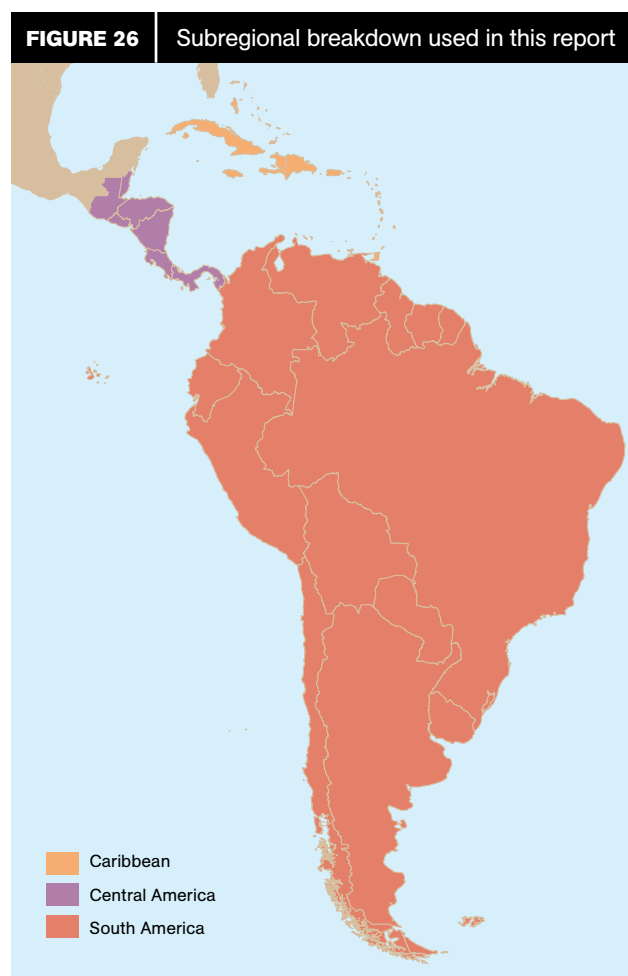 FIGURE 26 Subregional breakdown used in this report
Caribbean
Central America
South America